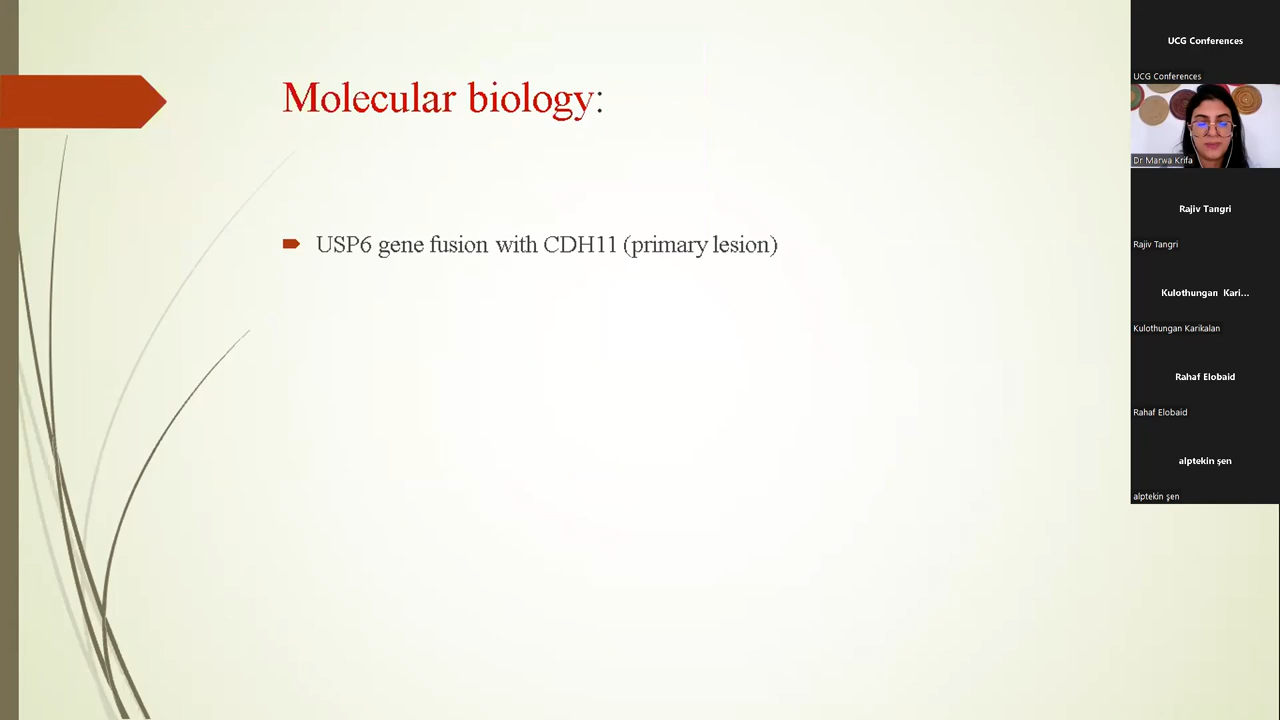 Molecular biology:
USP6 gene fusion with CDH11 (primary lesion)
UCG Conferences
UCG Conferences
Dr Marwa Krifa
Rajiv Tangri
Rajiv Tangri
Kulothungan Kari...
Kulothungan Karikalan
Rahaf Elobaid
Rahaf Elobaid
alptekin şen
alptekin şen